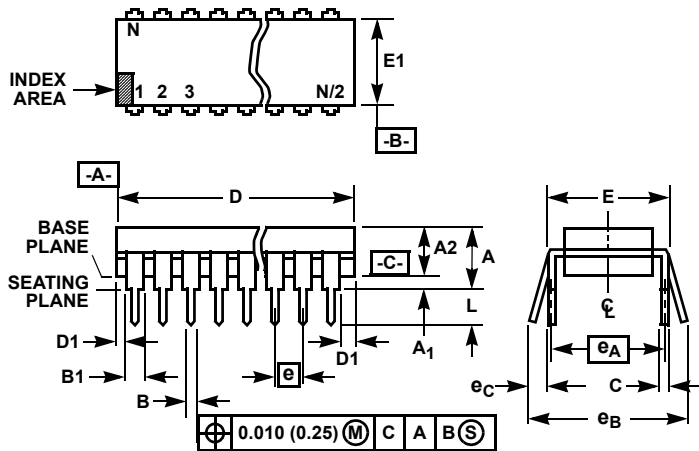 N
E1
INDEX
AREA
1 2 3 N/2
-B-
-A-
D
E
BASE
PLANE
A2
A
-C-
SEATING
PLANE
L
℄
D1
A1
D1
eA
B1
e
eC
C
B
eB
0.010 (0.25) Ⓜ C A B Ⓢ